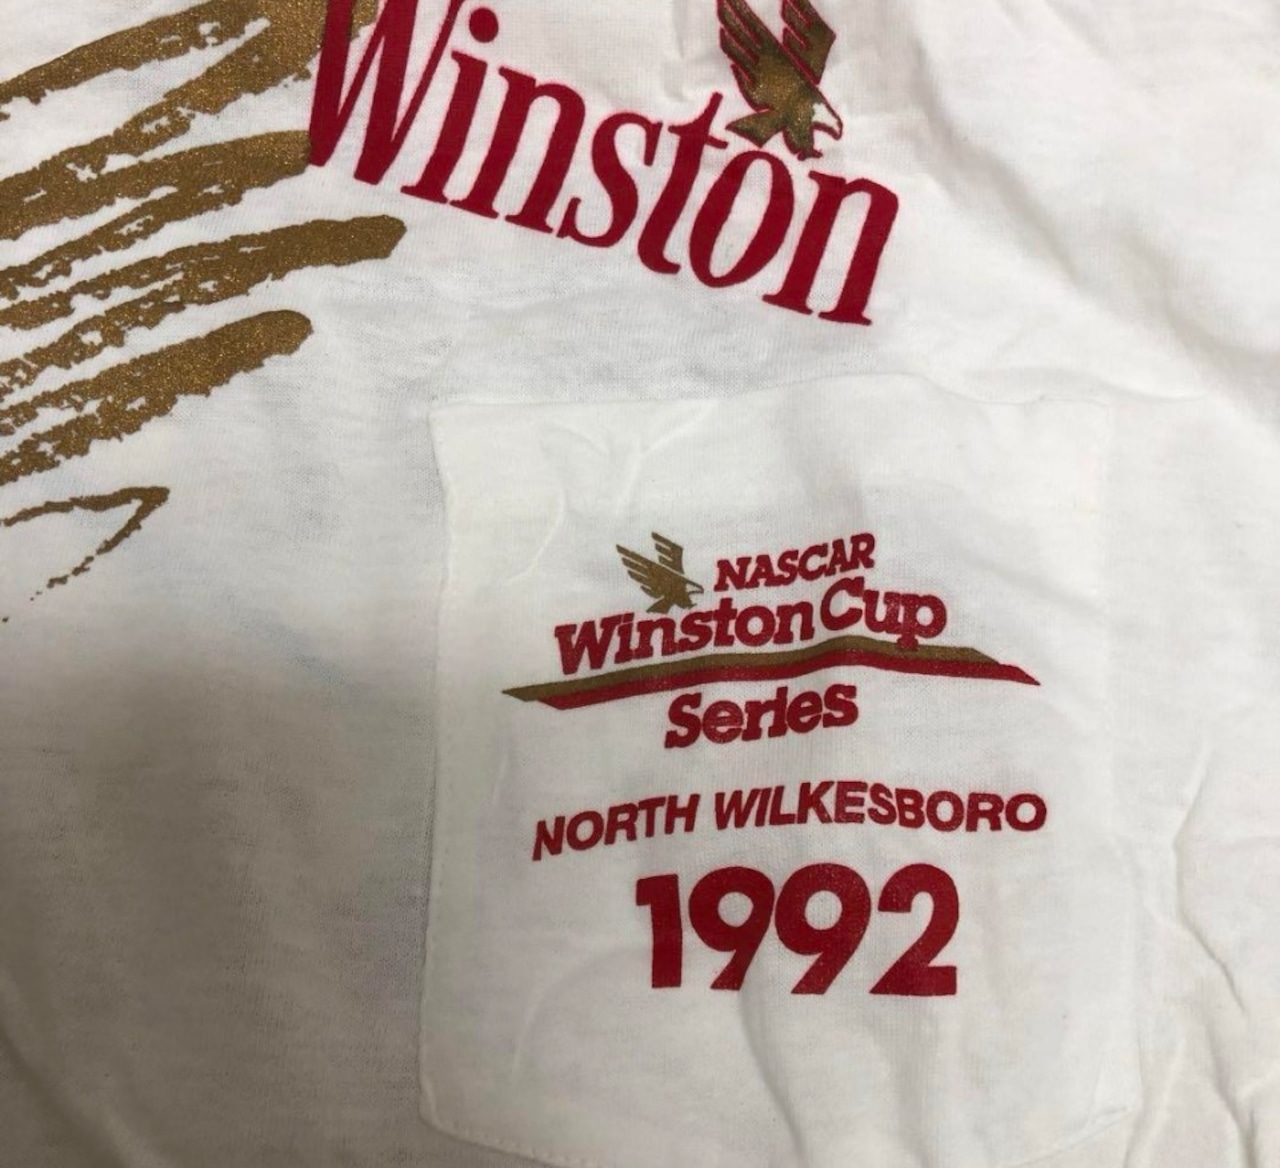 Winston
NASCAR
Winston Cup
Series
NORTH WILKESBORO
1992